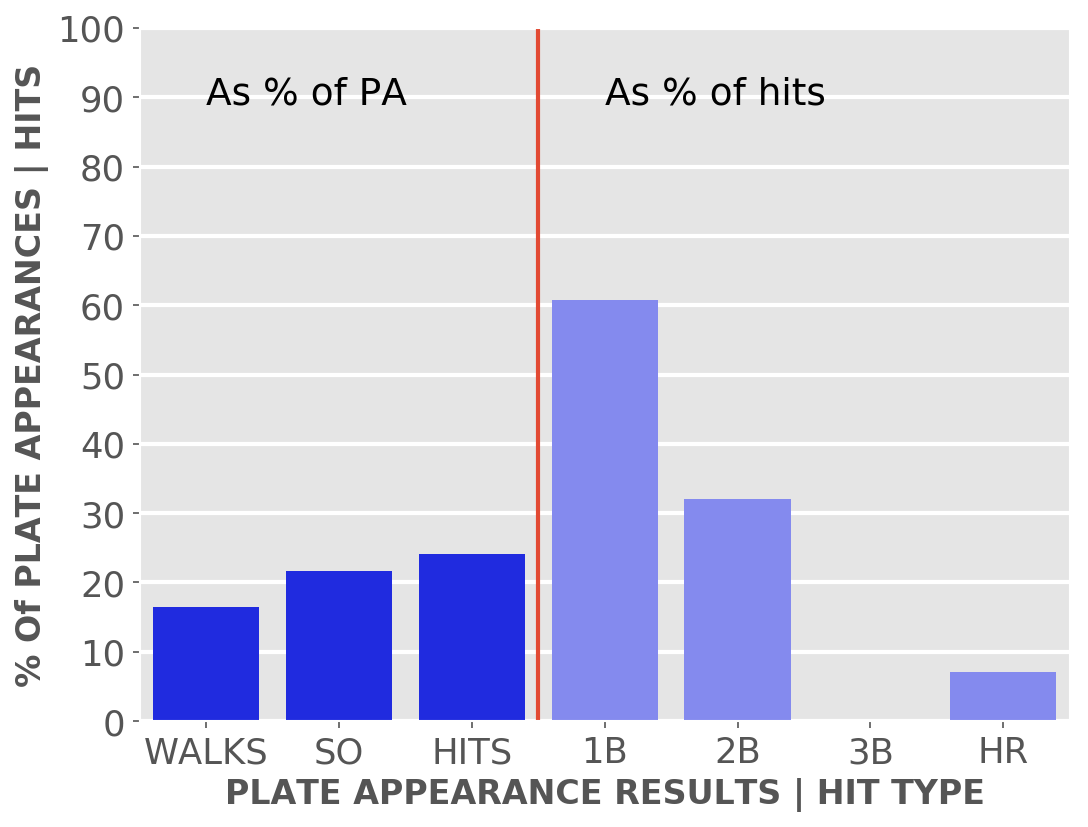 % Of PLATE APPEARANCES | HITS
100
90
80
70
60
50
40
30
20
10
0
As % of PA
As % of hits
WALKS SO HITS 1B 2B 3B HR
PLATE APPEARANCE RESULTS | HIT TYPE